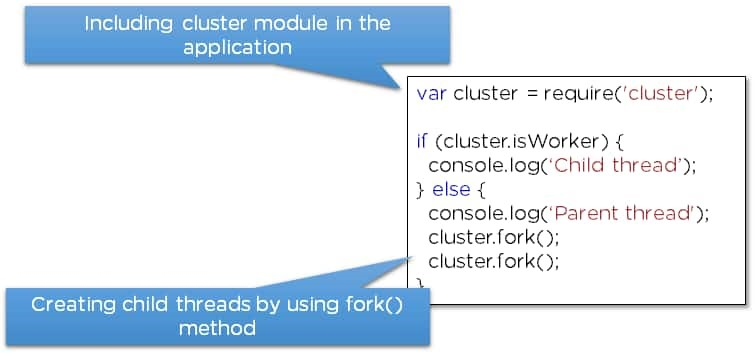 Including cluster module in the
application
var cluster = require('cluster');
if (cluster.isWorker) {
console.log(‘Child thread’);
} else {
console.log(‘Parent thread');
cluster.fork();
cluster.fork();
}
Creating child threads by using fork()
method